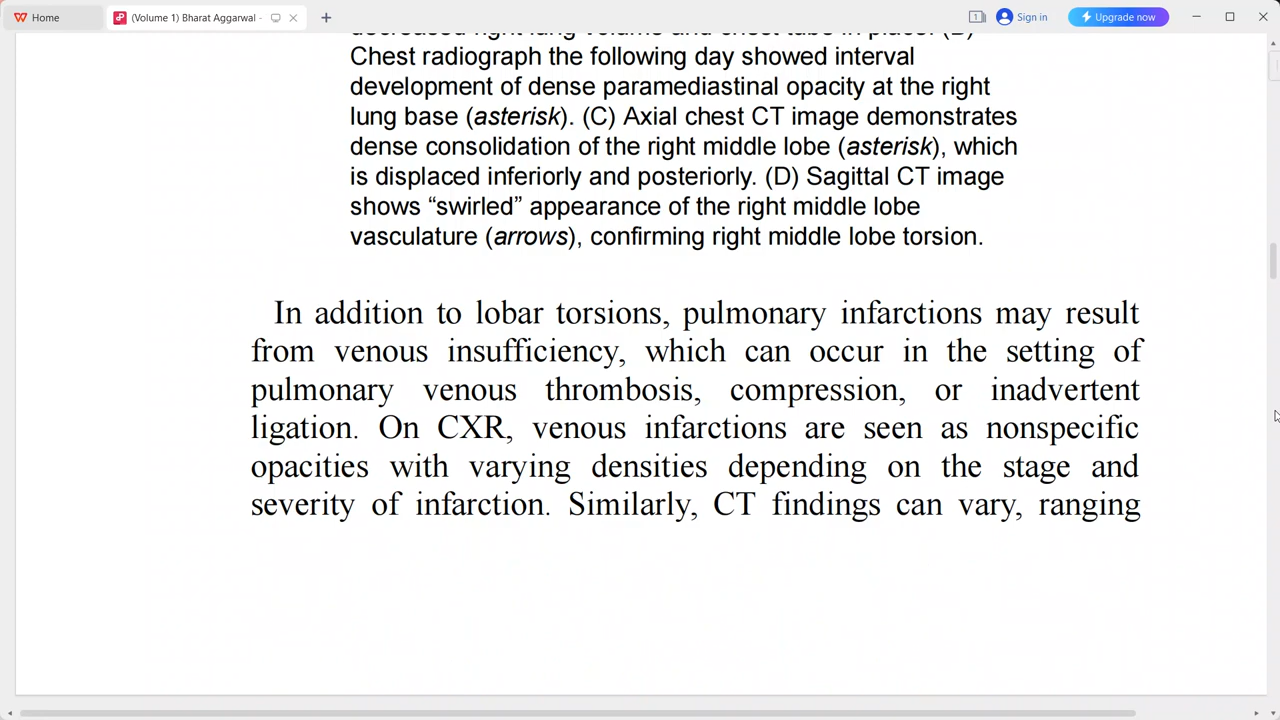 Home
(Volume 1) Bharat Aggarwal -
1
Sign in
Upgrade now
decreased right lung volume and chest tube in place. (B)
Chest radiograph the following day showed interval
development of dense paramediastinal opacity at the right
lung base (asterisk). (C) Axial chest CT image demonstrates
dense consolidation of the right middle lobe (asterisk), which
is displaced inferiorly and posteriorly. (D) Sagittal CT image
shows “swirled” appearance of the right middle lobe
vasculature (arrows), confirming right middle lobe torsion.
In addition to lobar torsions, pulmonary infarctions may result
from venous insufficiency, which can occur in the setting of
pulmonary venous thrombosis, compression, or inadvertent
ligation. On CXR, venous infarctions are seen as nonspecific
opacities with varying densities depending on the stage and
severity of infarction. Similarly, CT findings can vary, ranging